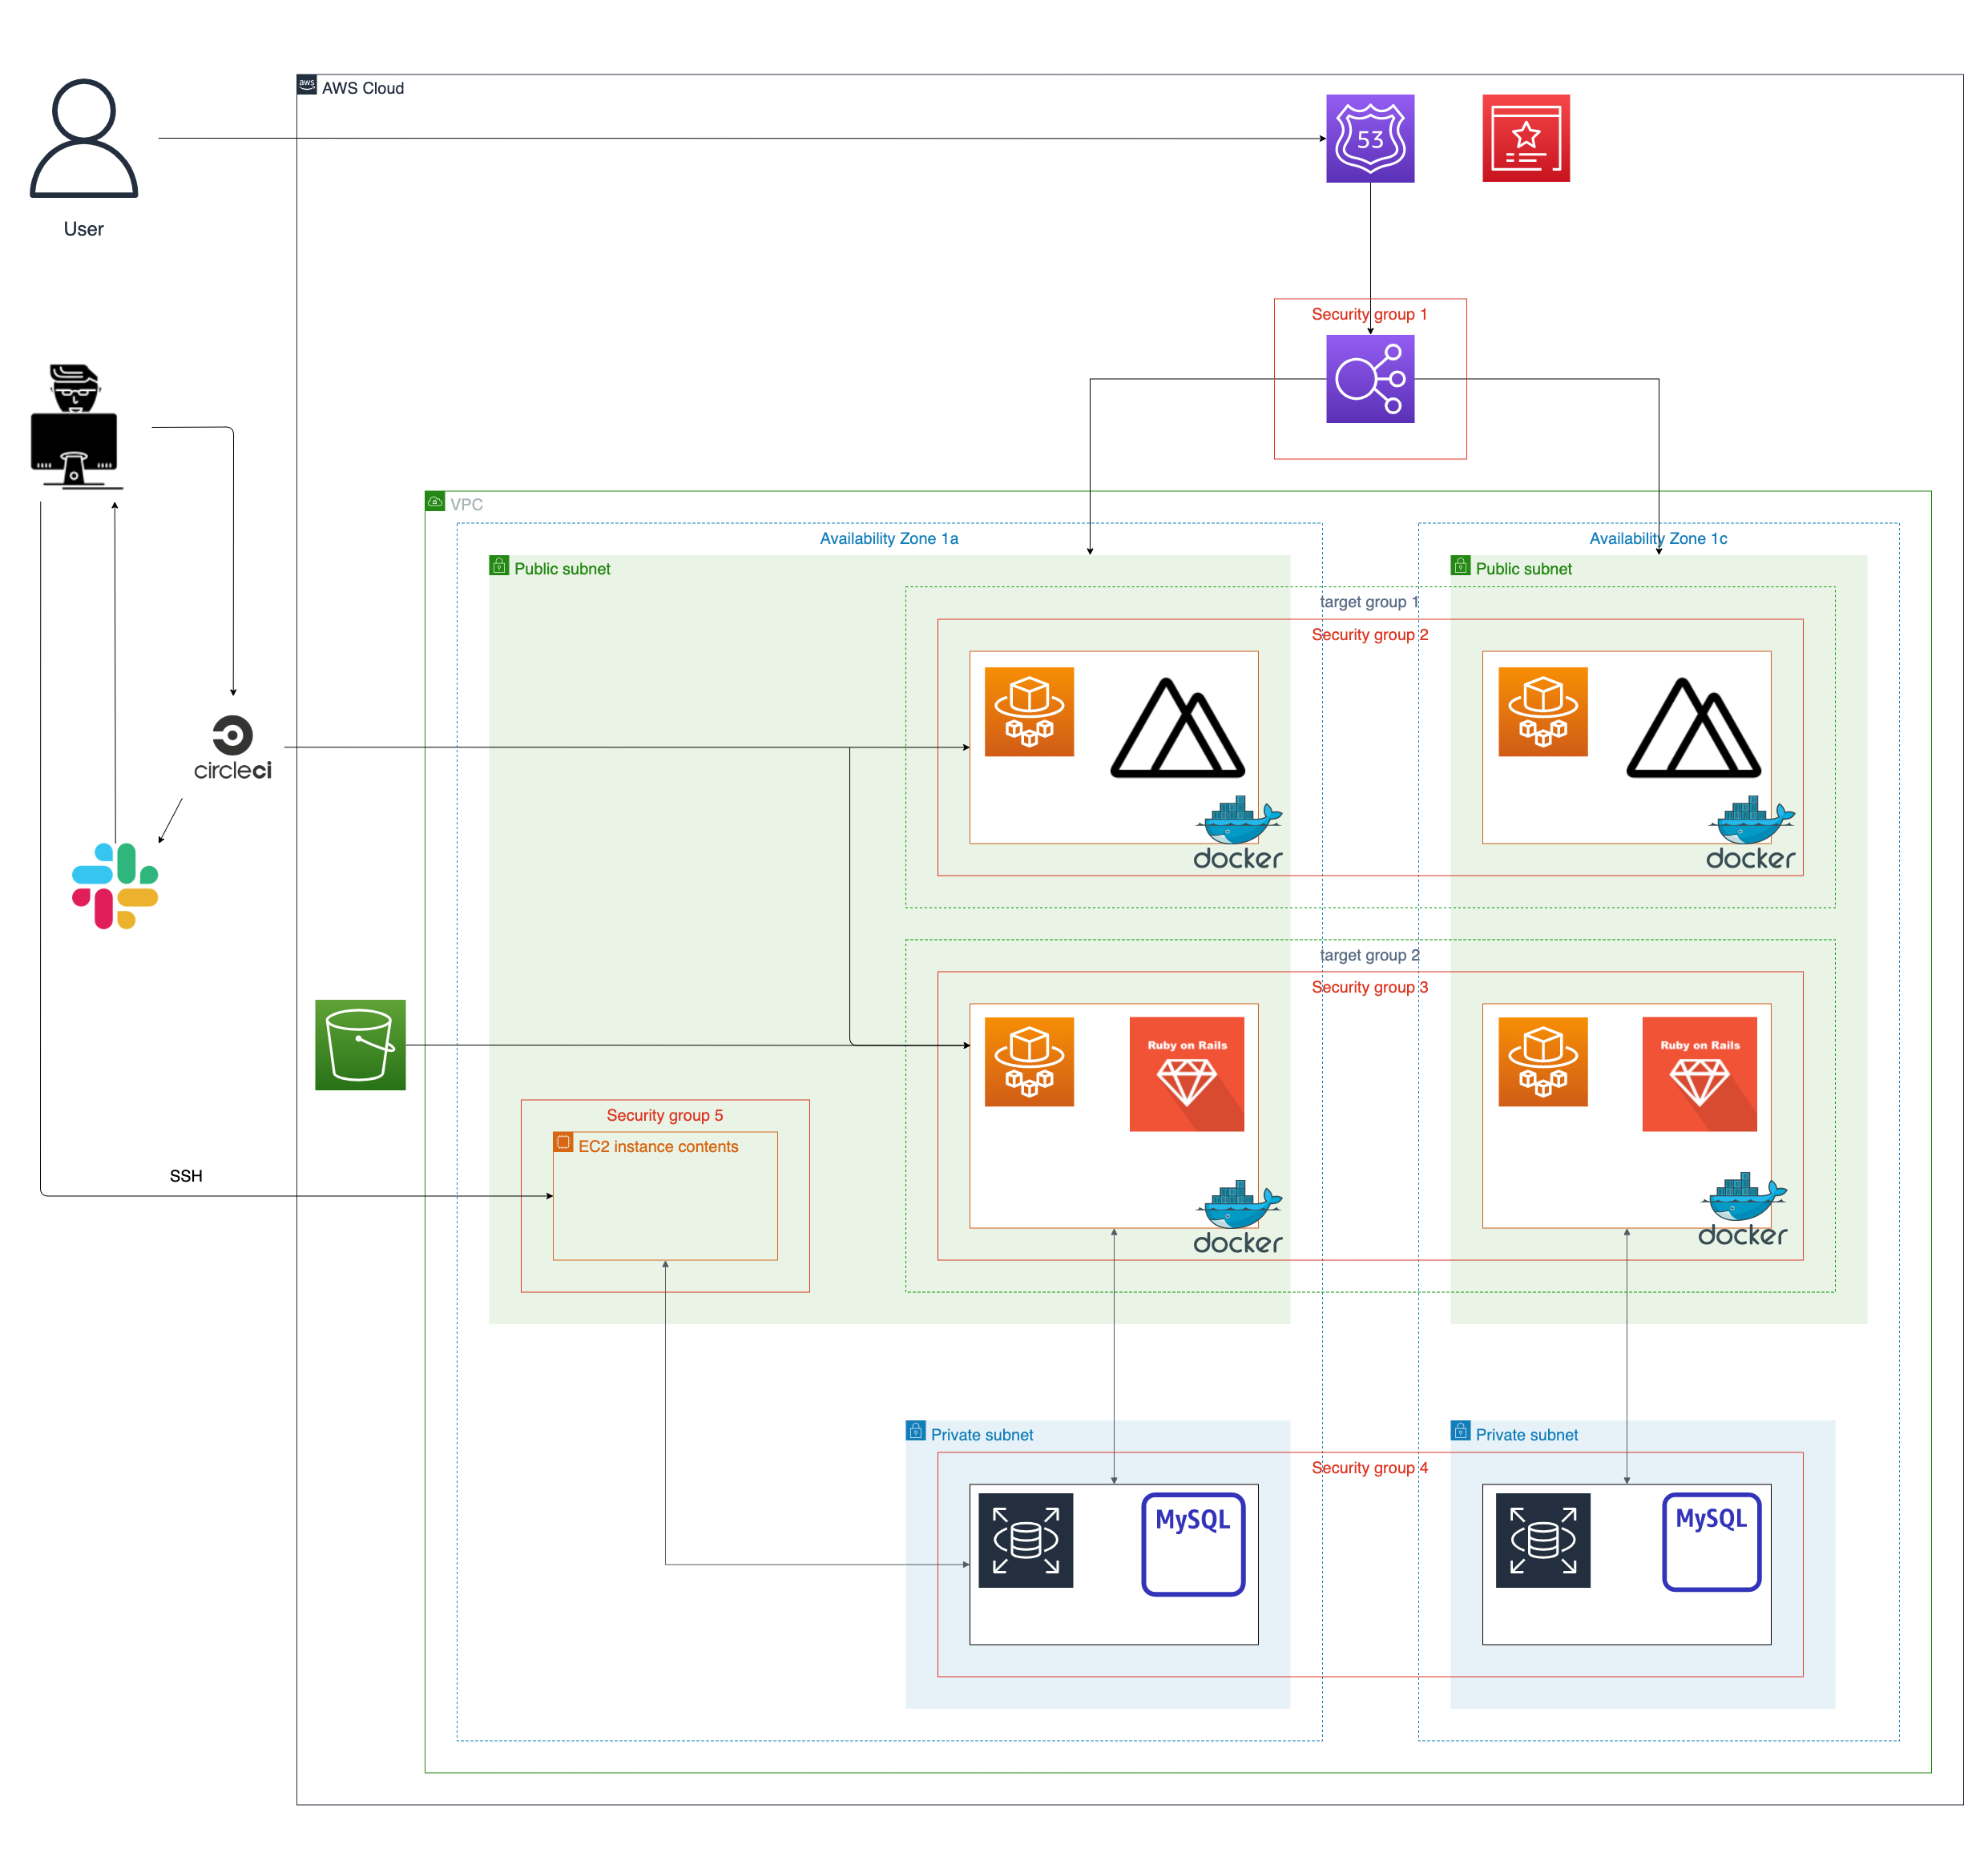 aws
AWS Cloud
53
User
Security group 1
VPC
Availability Zone 1a
Availability Zone 1c
Public subnet
Public subnet
target group 1
Security group 2
circleci
docker
docker
target group 2
Security group 3
Ruby on Rails
Ruby on Rails
Security group 5
EC2 instance contents
SSH
docker
docker
Private subnet
Private subnet
Security group 4
MySQL
MySQL